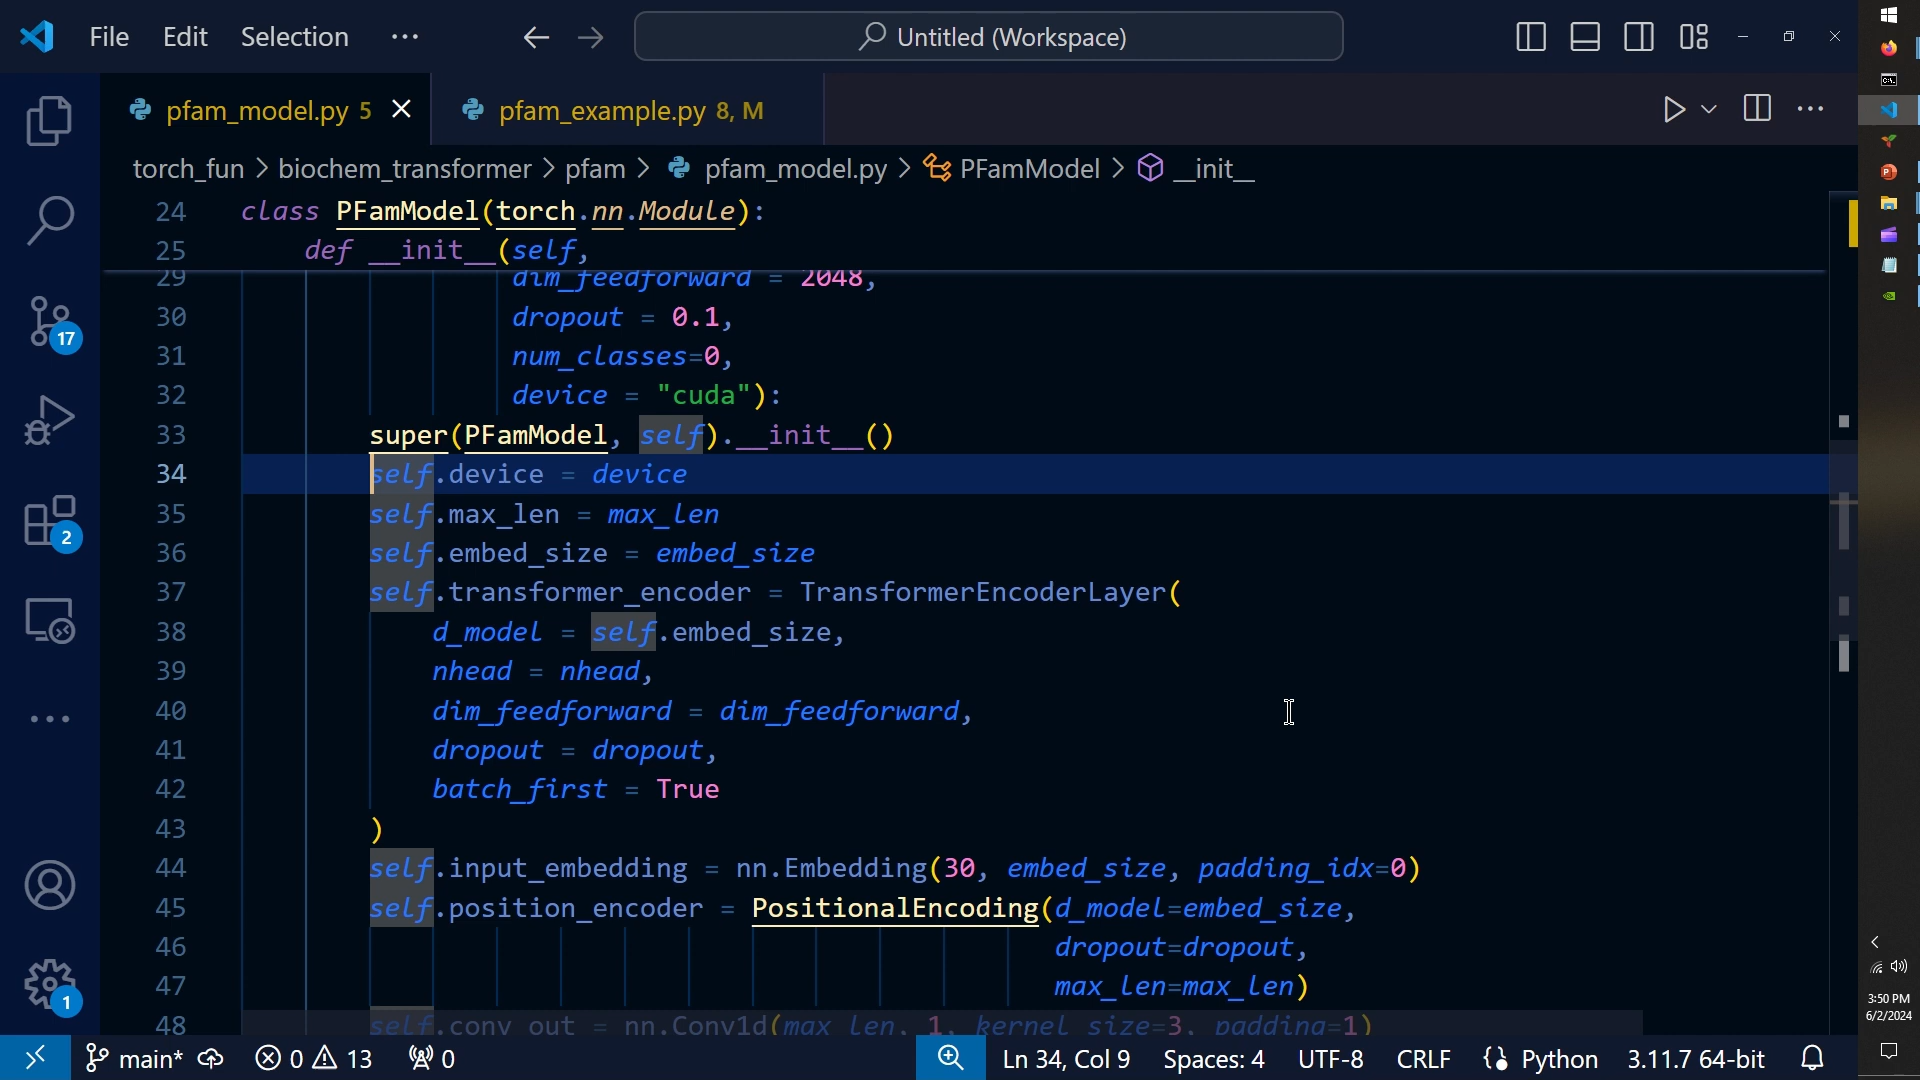 File Edit Selection ··· Untitled (Workspace)
pfam_model.py 5 pfam_example.py 8, M
torch_fun > biochem_transformer > pfam > pfam_model.py > PFamModel > __init__
24 class PFamModel(torch.nn.Module):
25 def __init__(self,
29 dim_feedforward = 2048,
30 dropout = 0.1,
31 num_classes=0,
32 device = "cuda"):
33 super(PFamModel, self).__init__()
34 self.device = device
35 self.max_len = max_len
36 self.embed_size = embed_size
37 self.transformer_encoder = TransformerEncoderLayer(
38 d_model = self.embed_size,
39 nhead = nhead,
40 dim_feedforward = dim_feedforward,
41 dropout = dropout,
42 batch_first = True
43 )
44 self.input_embedding = nn.Embedding(30, embed_size, padding_idx=0)
45 self.position_encoder = PositionalEncoding(d_model=embed_size,
46 dropout=dropout,
47 max_len=max_len)
48 self.conv_out = nn.Conv1d(max_len, 1, kernel_size=3, padding=1)
17
2
1
main* 0 13 0 Ln 34, Col 9 Spaces: 4 UTF-8 CRLF Python 3.11.7 64-bit
3:50 PM
6/2/2024